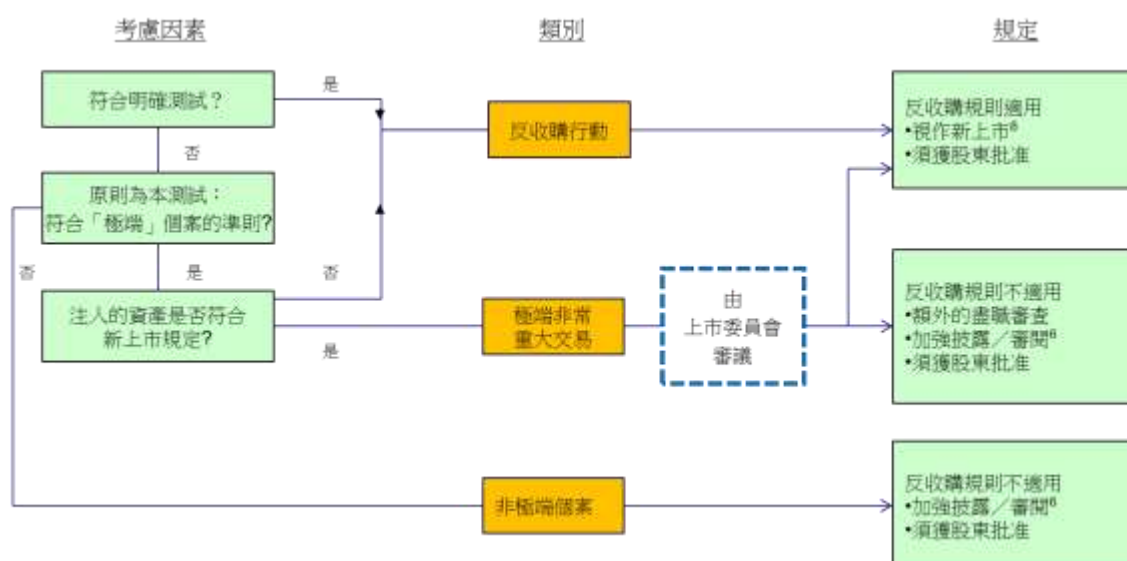 考慮因素
類別
規定
符合明確測試？
是
否
原則為本測試：
符合「極端」個案的準則?
否
是
否
注入的資產是否符合
新上市規定?
是
反收購行動
極端非常
重大交易
由
上市委員會
審議
非極端個案
反收購規則適用
•視作新上市⁶
•須獲股東批准
反收購規則不適用
•額外的盡職審查
•加強披露／審閱⁶
•須獲股東批准
反收購規則不適用
•加強披露／審閱⁶
•須獲股東批准